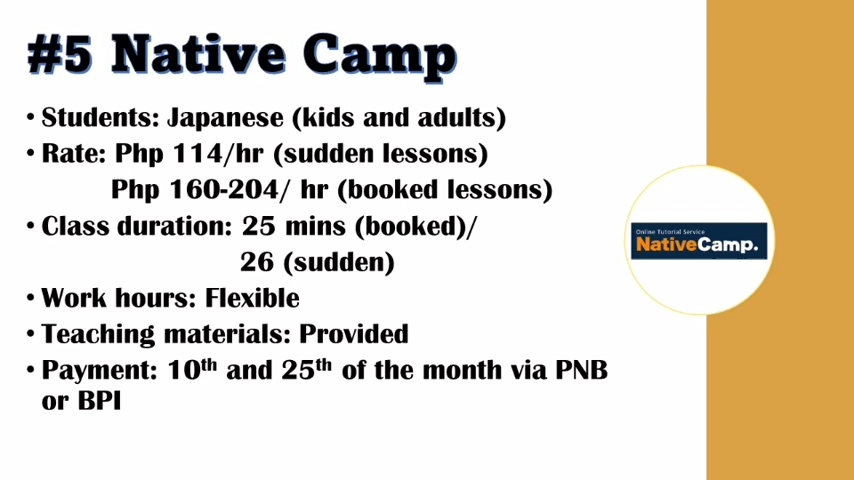 #5 Native Camp
• Students: Japanese (kids and adults)
• Rate: Php 114/hr (sudden lessons)
Php 160-204/ hr (booked lessons)
• Class duration: 25 mins (booked)/
26 (sudden)
• Work hours: Flexible
• Teaching materials: Provided
• Payment: 10th and 25th of the month via PNB
or BPI
Online Tutorial Service
NativeCamp.